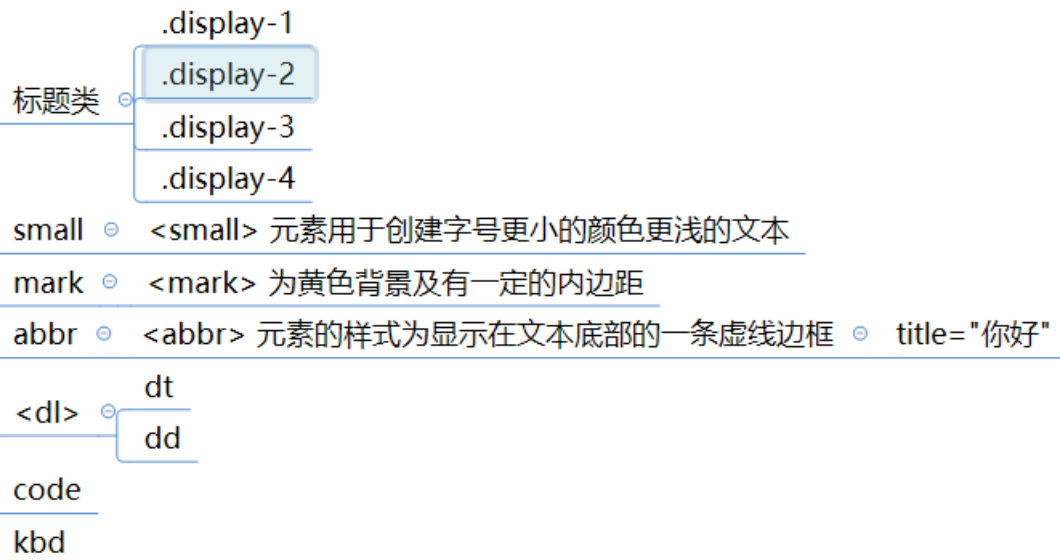 .display-1
.display-2
标题类
.display-3
.display-4
small <small> 元素用于创建字号更小的颜色更浅的文本
mark <mark> 为黄色背景及有一定的内边距
abbr <abbr> 元素的样式为显示在文本底部的一条虚线边框 title="你好"
dt
<dl>
dd
code
kbd